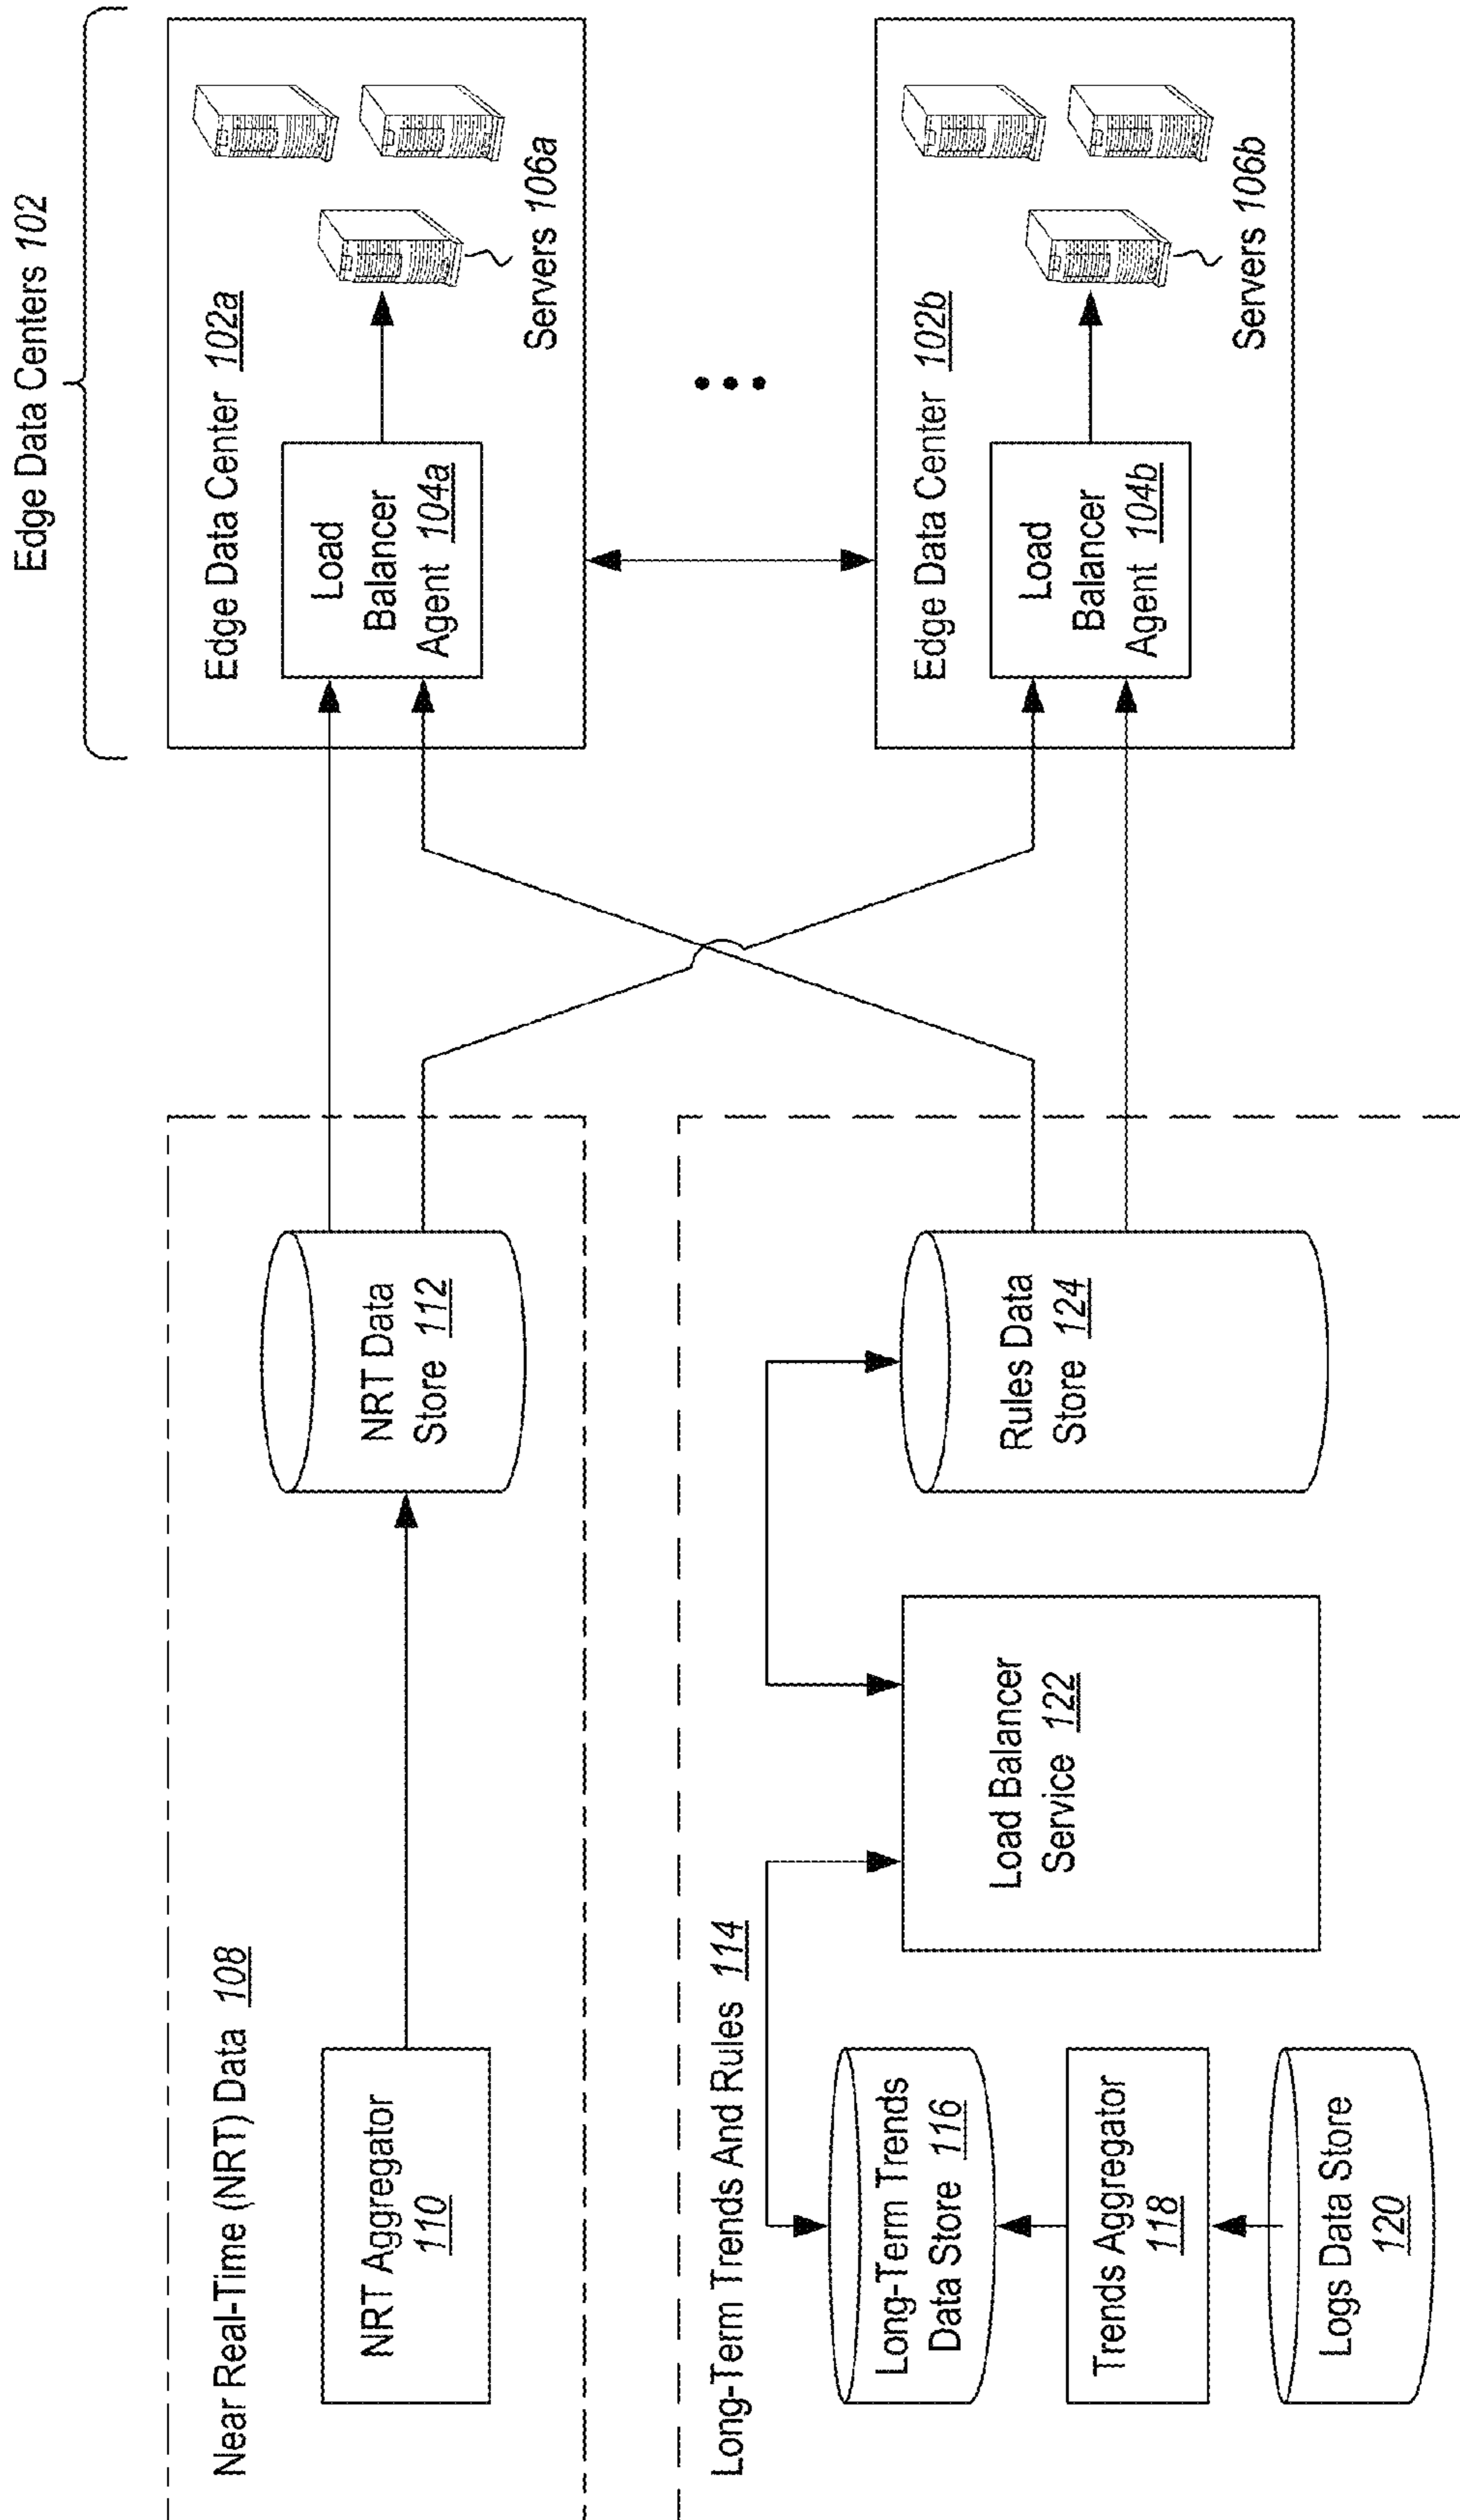 Edge Data Centers 102
Near Real-Time (NRT) Data 108
NRT Aggregator
110
NRT Data
Store 112
Edge Data Center 102a
Load
Balancer
Agent 104a
Servers 106a
Long-Term Trends And Rules 114
Long-Term Trends
Data Store 116
Trends Aggregator
118
Logs Data Store
120
Load Balancer
Service 122
Rules Data
Store 124
Edge Data Center 102b
Load
Balancer
Agent 104b
Servers 106b